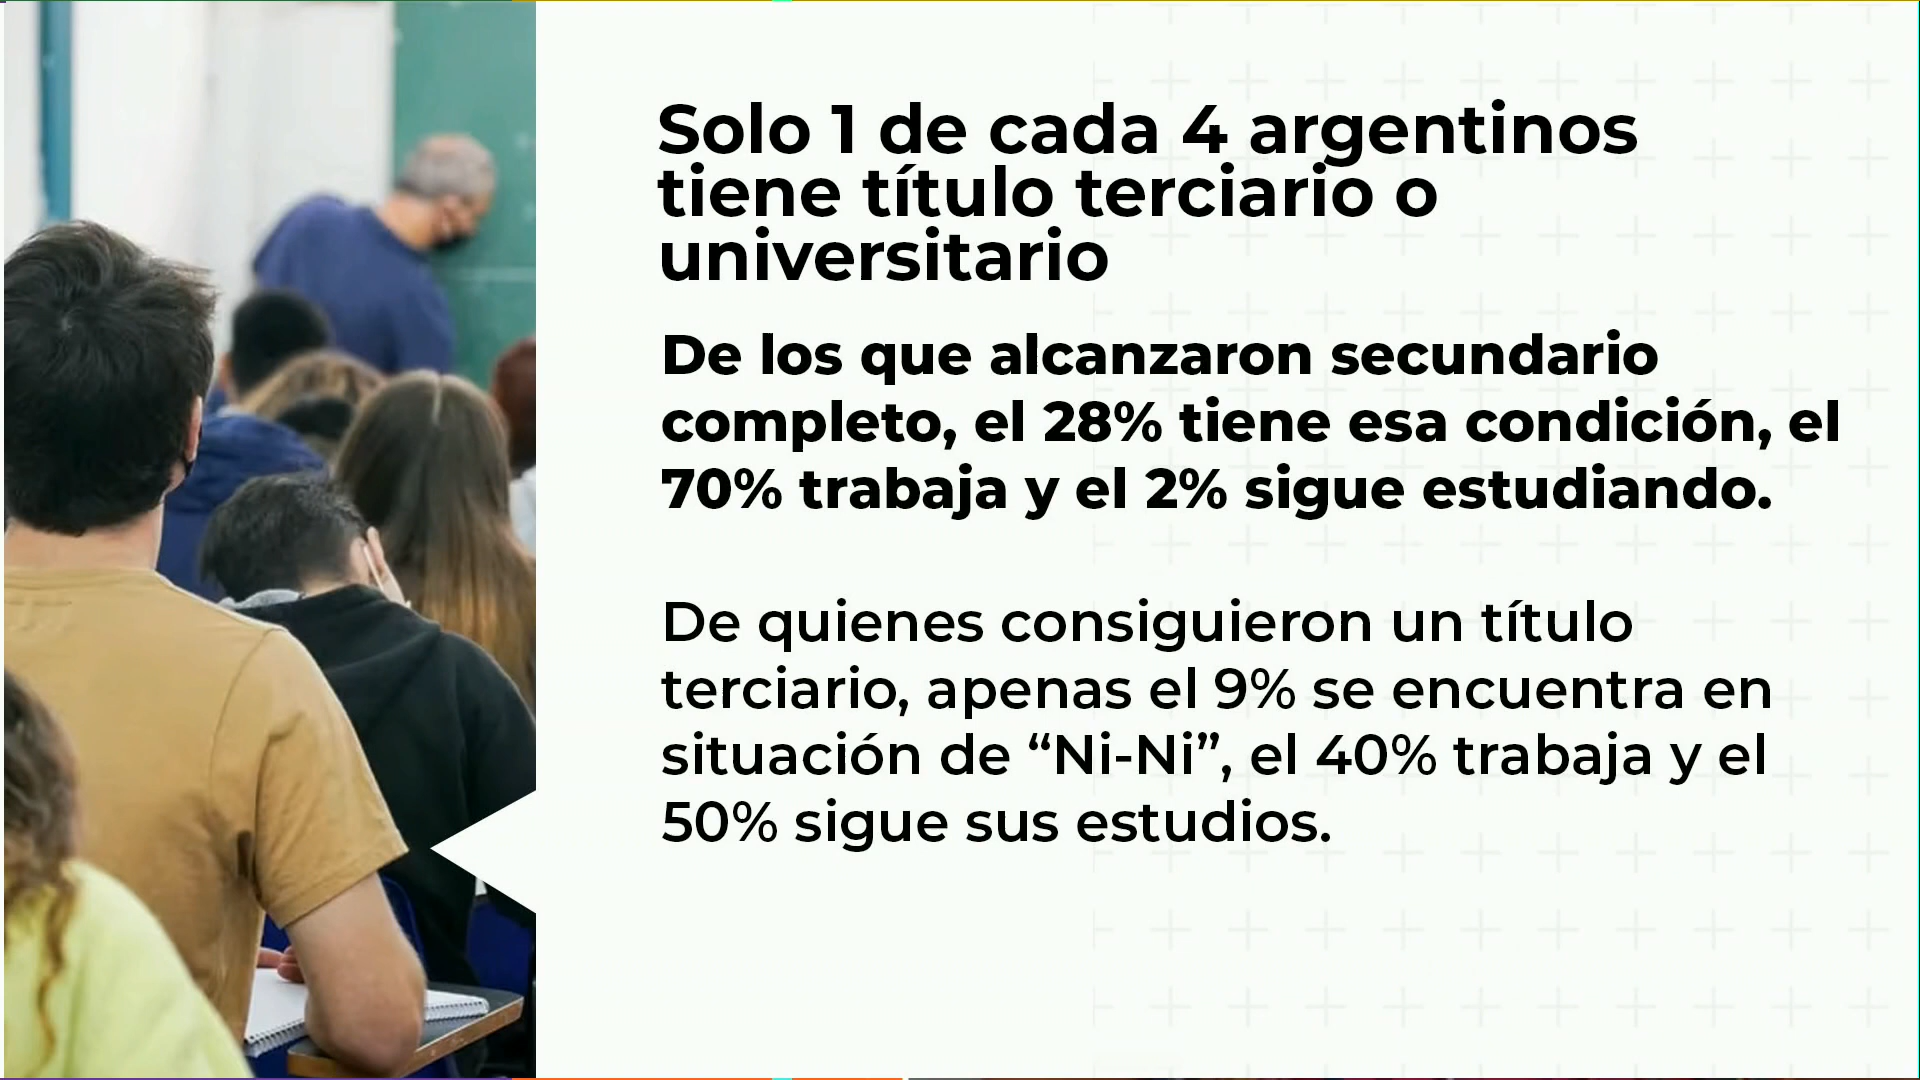 Solo 1 de cada 4 argentinos
tiene título terciario o
universitario
De los que alcanzaron secundario
completo, el 28% tiene esa condición, el
70% trabaja y el 2% sigue estudiando.
De quienes consiguieron un título
terciario, apenas el 9% se encuentra en
situación de “Ni-Ni”, el 40% trabaja y el
50% sigue sus estudios.